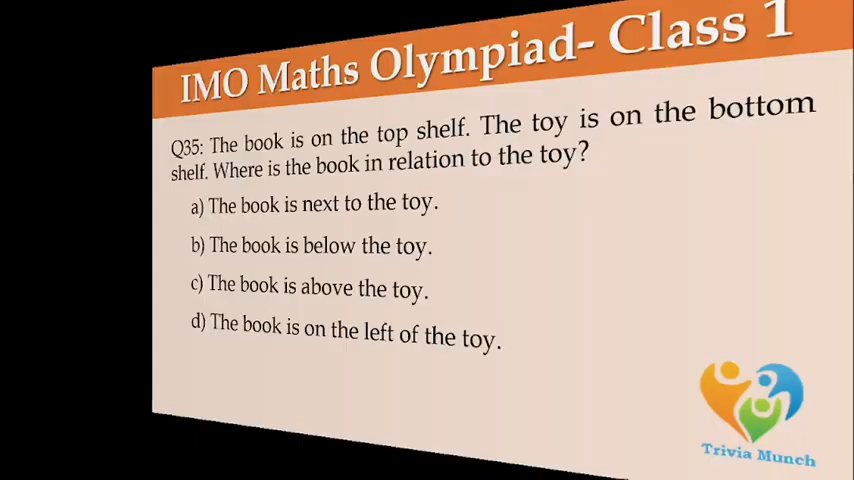 IMO Maths Olympiad- Class 1
Q35: The book is on the top shelf. The toy is on the bottom
shelf. Where is the book in relation to the toy?
a) The book is next to the toy.
b) The book is below the toy.
c) The book is above the toy.
d) The book is on the left of the toy.
Trivia Munch